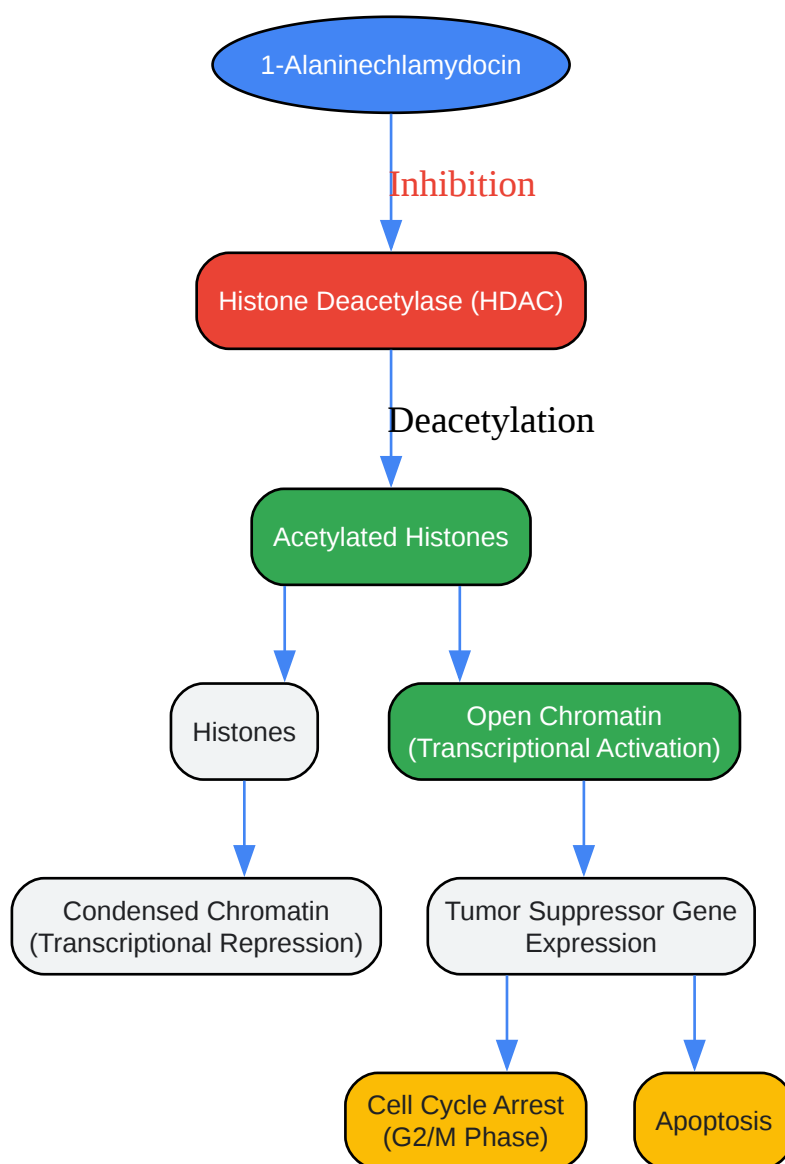 1-Alaninechlamydocin
Inhibition
Histone Deacetylase (HDAC)
Deacetylation
Acetylated Histones
Histones
Open Chromatin
(Transcriptional Activation)
Condensed Chromatin
(Transcriptional Repression)
Tumor Suppressor Gene
Expression
Cell Cycle Arrest
(G2/M Phase)
Apoptosis